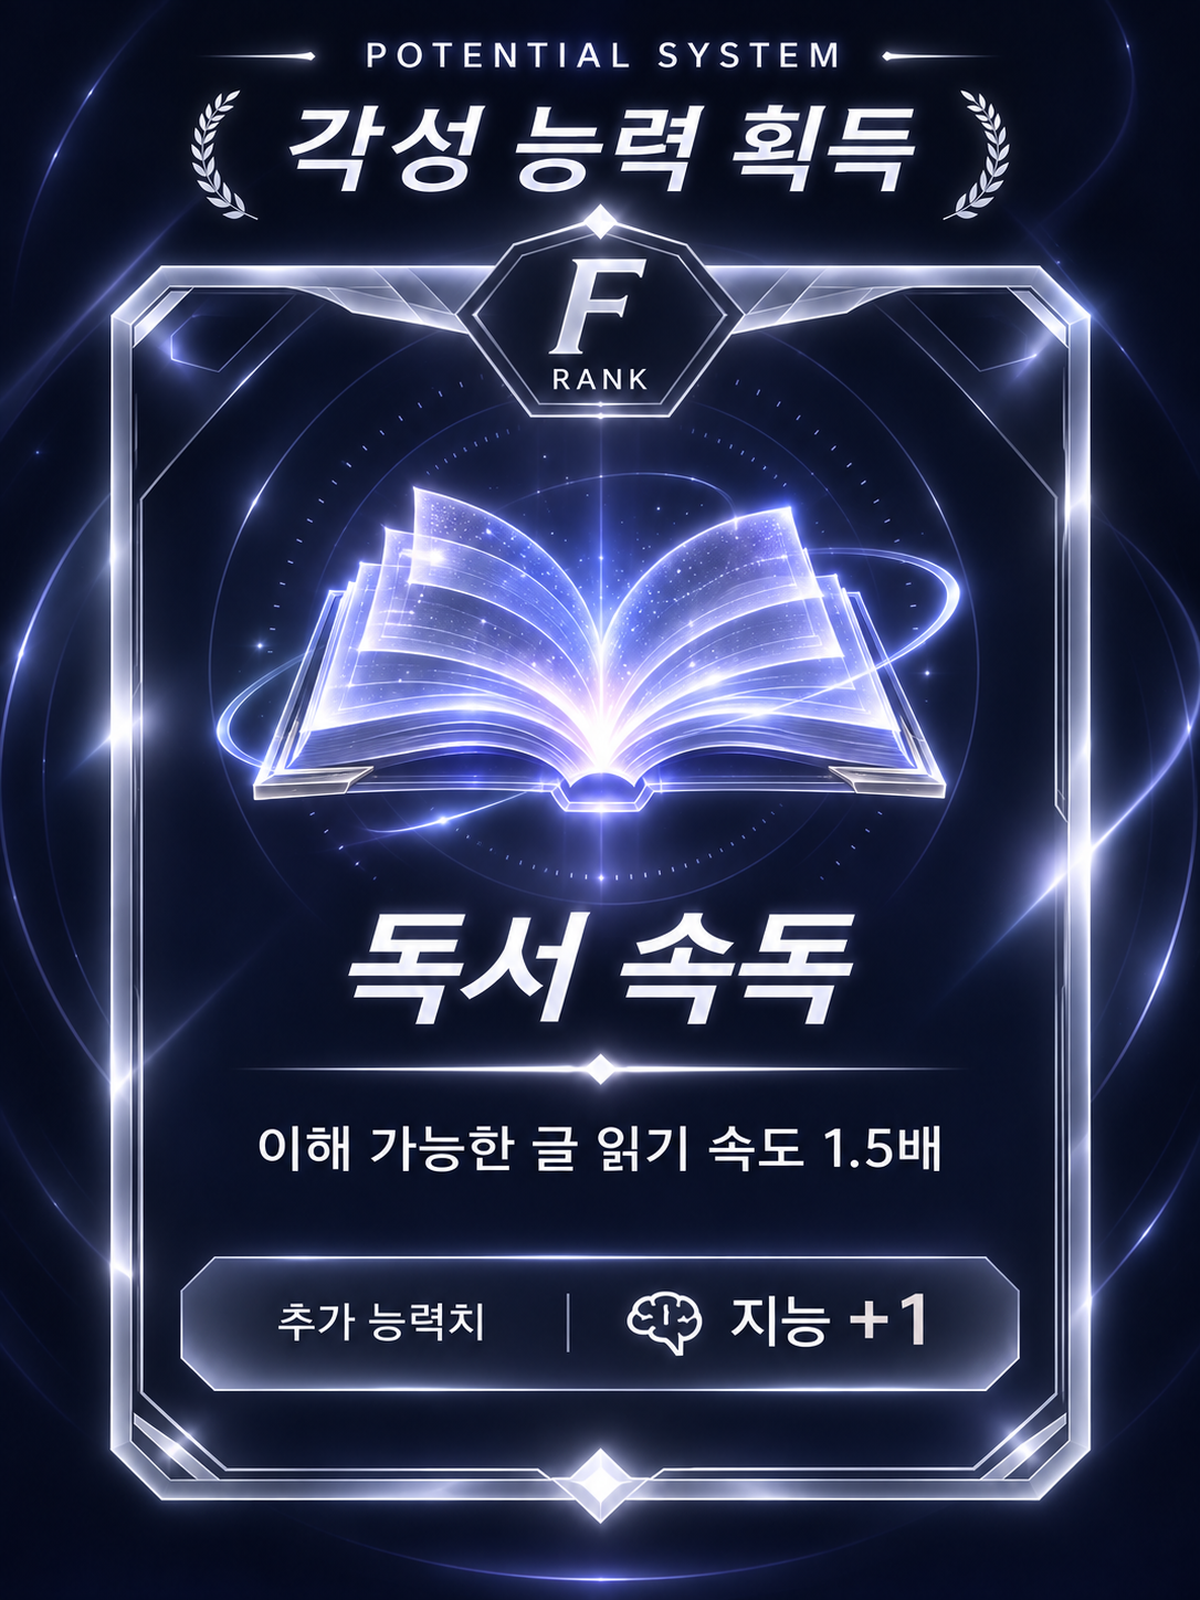 POTENTIAL SYSTEM
각성 능력 획득
F
RANK
독서 속독
이해 가능한 글 읽기 속도 1.5배
추가 능력치
지능 +1